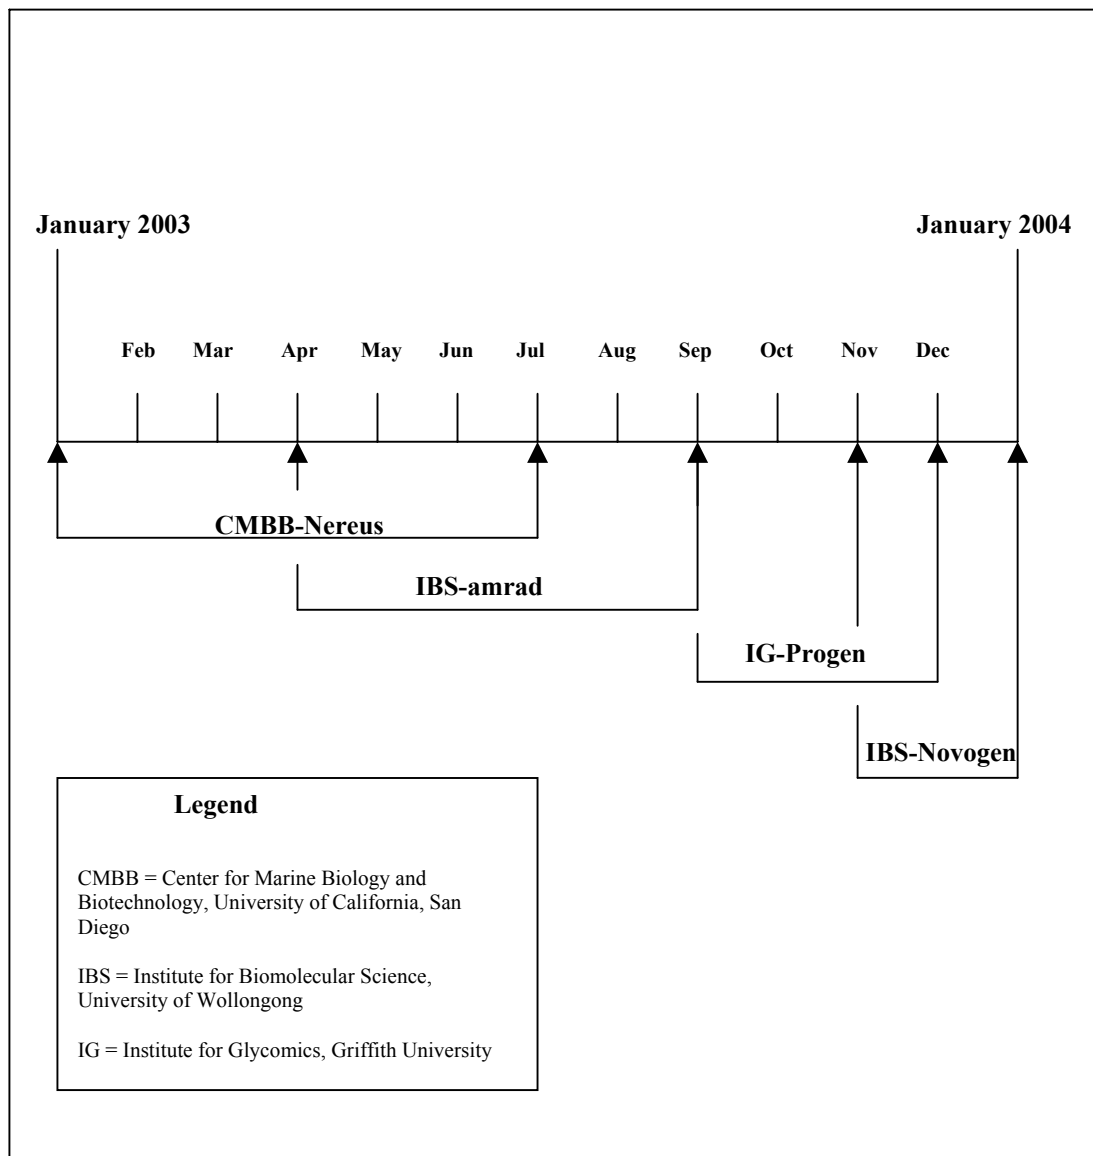 January 2003 January 2004
Feb Mar Apr May Jun Jul Aug Sep Oct Nov Dec
CMBB-Nereus
IBS-amrad
IG-Progen
IBS-Novogen
Legend
CMBB = Center for Marine Biology and
Biotechnology, University of California, San
Diego
IBS = Institute for Biomolecular Science,
University of Wollongong
IG = Institute for Glycomics, Griffith University